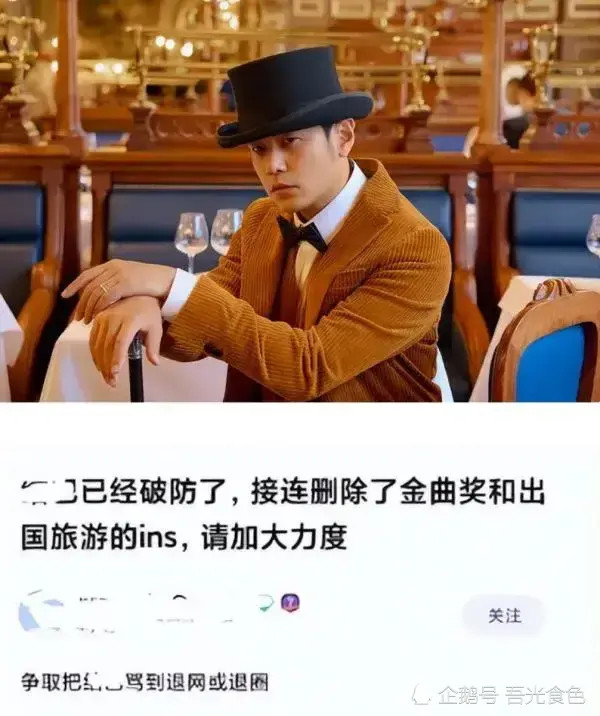 已经破防了，接连删除了金曲奖和出
国旅游的ins，请加大力度
关注
争取把 骂到退网或退圈
企鹅号 吾光食色